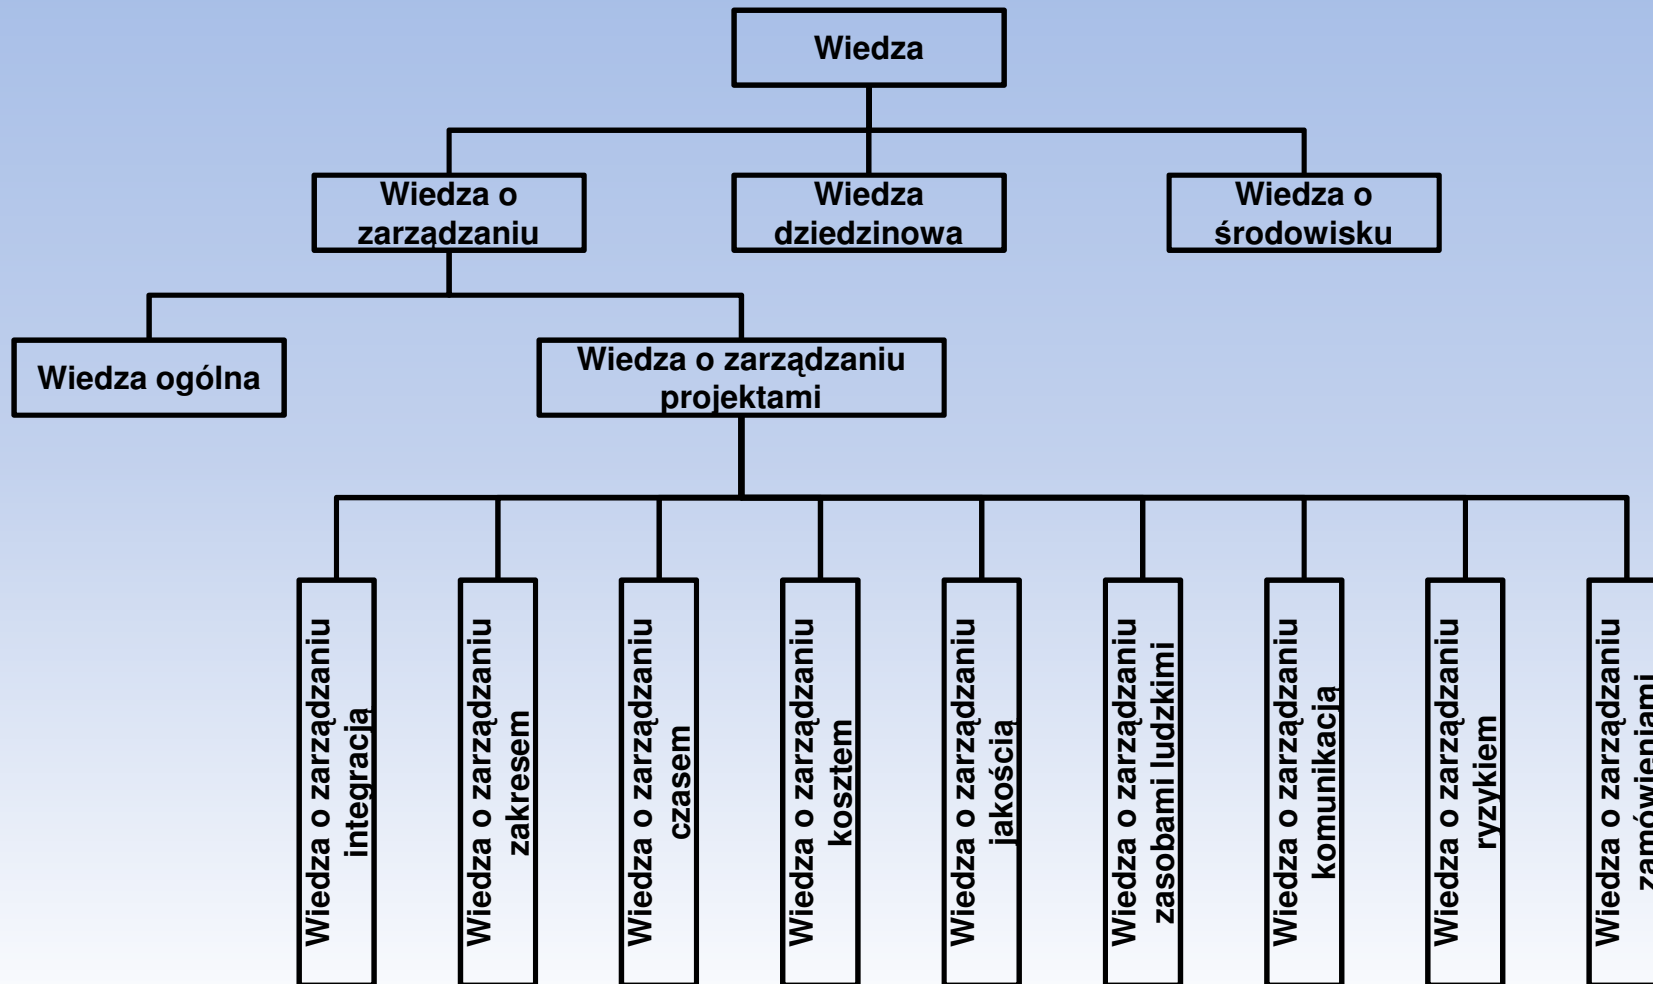 Wiedza
Wiedza o
zarządzaniu
Wiedza
dziedzinowa
Wiedza o
środowisku
Wiedza ogólna
Wiedza o zarządzaniu
projektami
Wiedza o zarządzaniu
integracją
Wiedza o zarządzaniu
zakresem
Wiedza o zarządzaniu
czasem
Wiedza o zarządzaniu
kosztem
Wiedza o zarządzaniu
jakością
Wiedza o zarządzaniu
zasobami ludzkimi
Wiedza o zarządzaniu
komunikacją
Wiedza o zarządzaniu
ryzykiem
Wiedza o zarządzaniu
zamówieniami